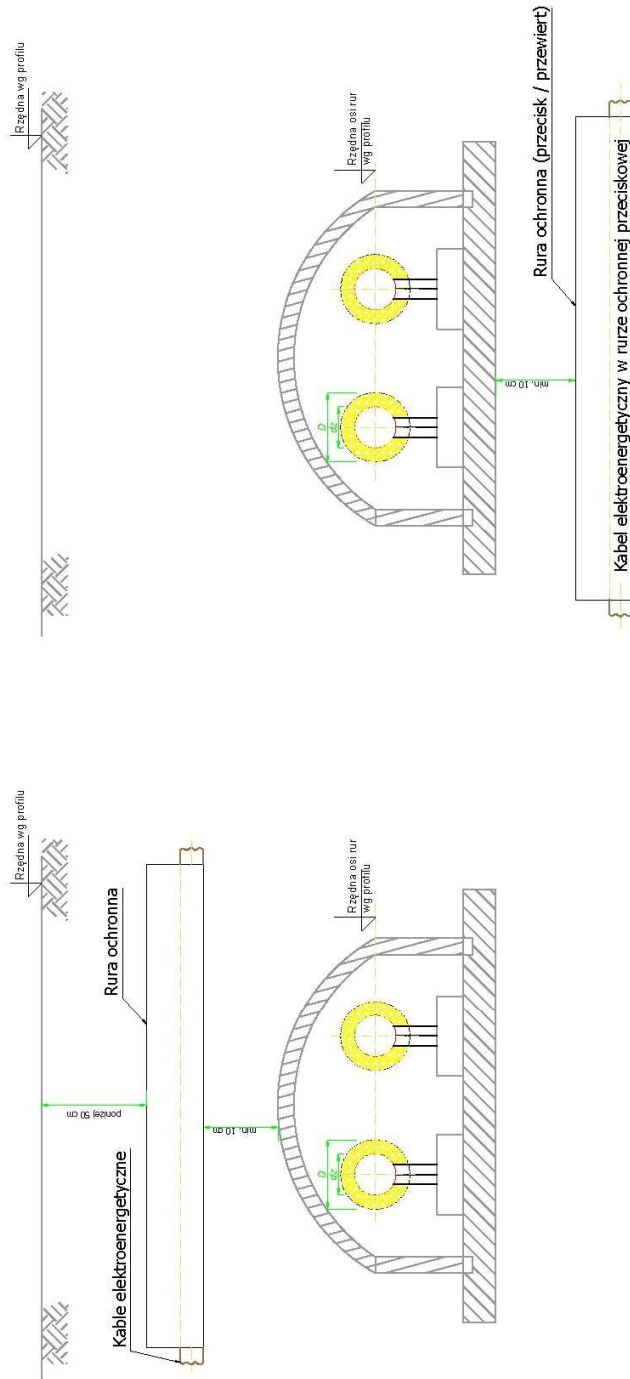 Rzędna wg profilu
Rzędna osi rur
wg profilu
D
dz
min. 10 cm
Rura ochronna (przecisk / przewiert)
Kabel elektroenergetyczny w rurze ochronnej przeciskowej
Rzędna wg profilu
Rura ochronna
poniżej 50 cm
Kable elektroenergetyczne
min. 10 cm
Rzędna osi rur
wg profilu
D
dz